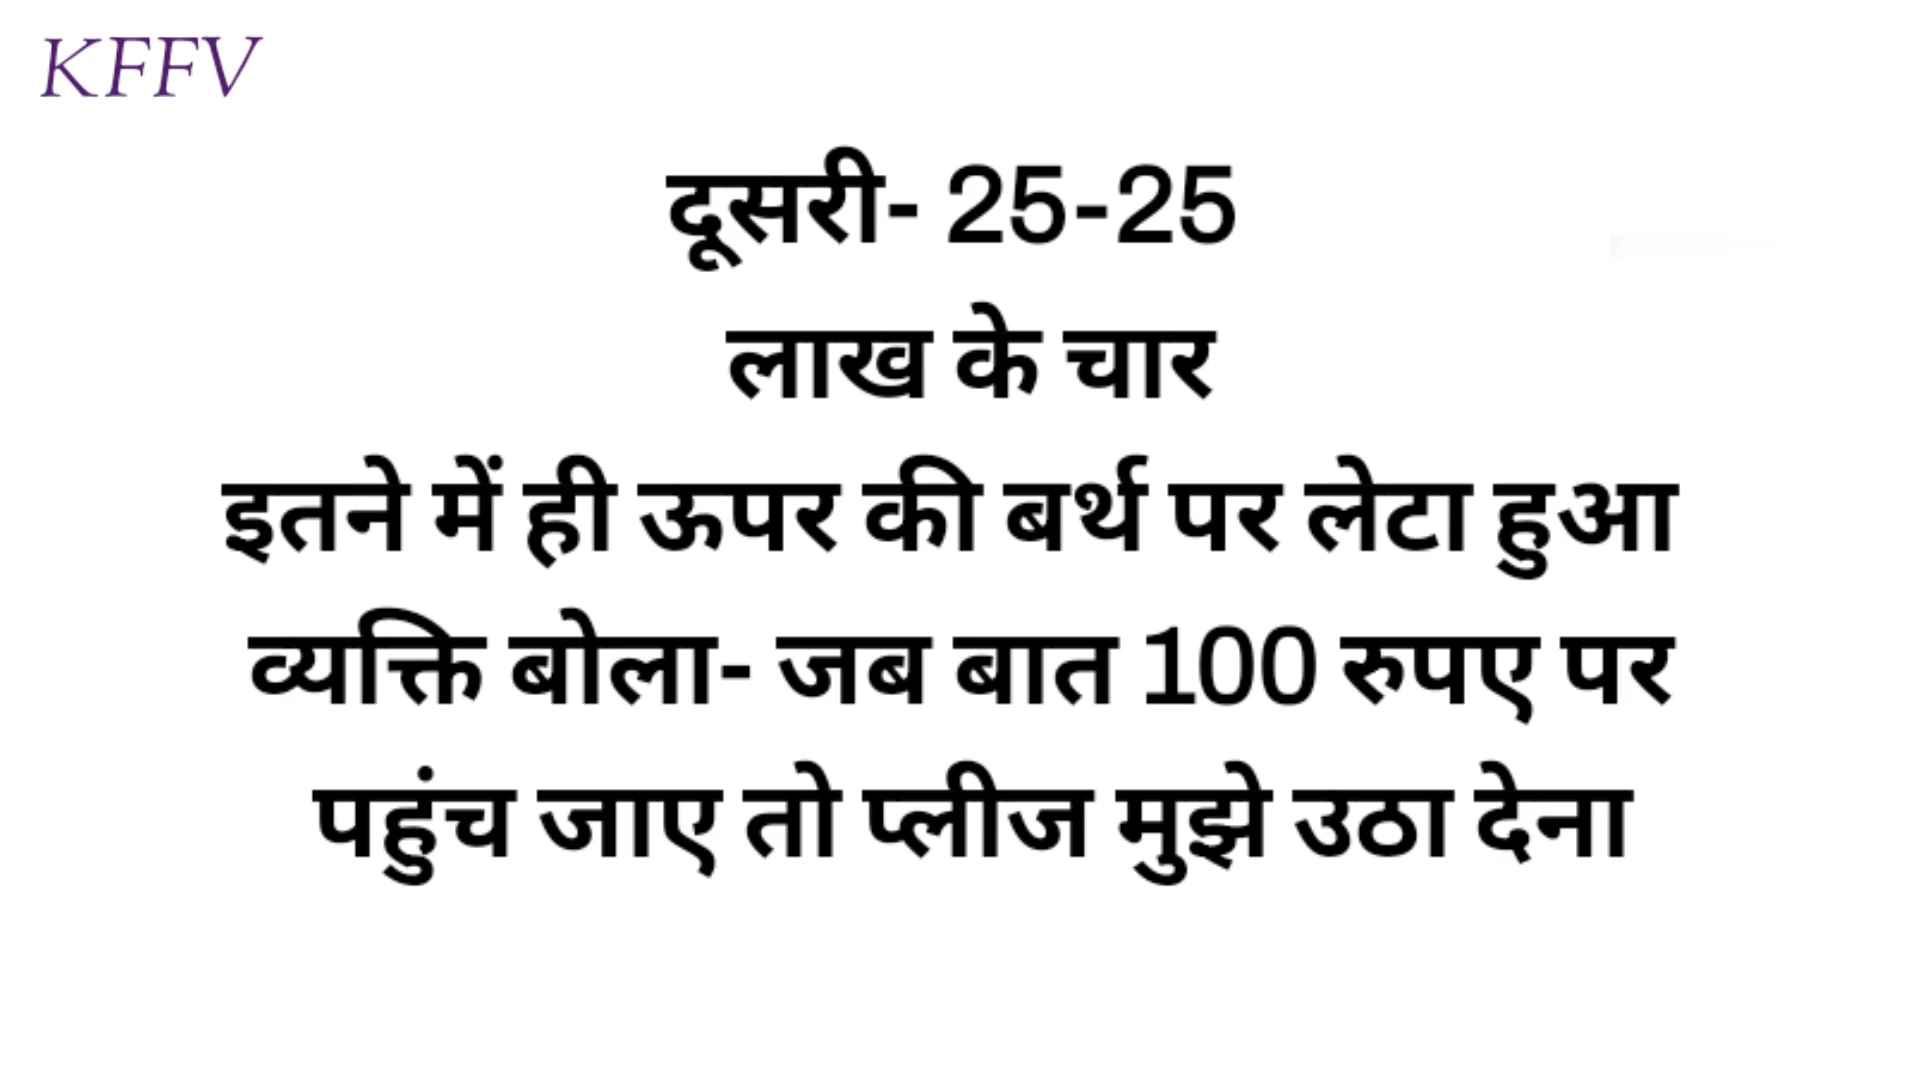 KFFV
दूसरी- 25-25
लाख के चार
इतने में ही ऊपर की बर्थ पर लेटा हुआ
व्यक्ति बोला- जब बात 100 रुपए पर
पहुंच जाए तो प्लीज मुझे उठा देना